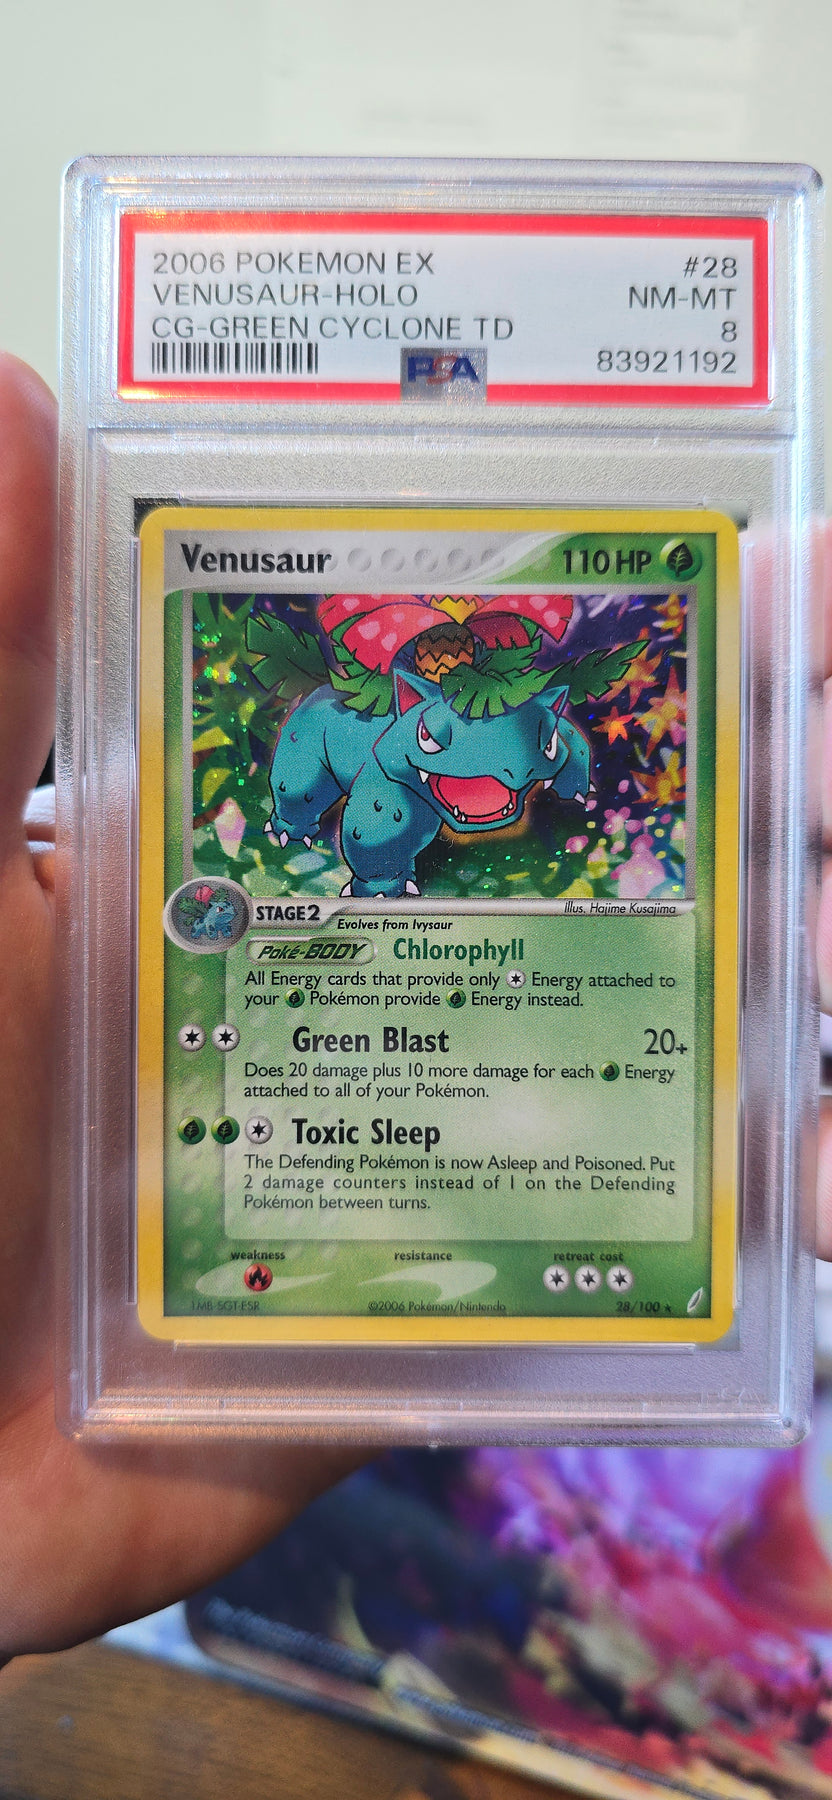 2006 POKEMON EX #28
VENUSAUR-HOLO NM-MT
CG-GREEN CYCLONE TD 8
PSA 83921192
Venusaur 110 HP
STAGE2 Illus. Hajime Kusajima
Evolves from Ivysaur
Poké-BODY Chlorophyll
All Energy cards that provide only Energy attached to
your Pokémon provide Energy instead.
Green Blast 20+
Does 20 damage plus 10 more damage for each Energy
attached to all of your Pokémon.
Toxic Sleep
The Defending Pokémon is now Asleep and Poisoned. Put
2 damage counters instead of 1 on the Defending
Pokémon between turns.
weakness resistance retreat cost
©2006 Pokémon/Nintendo 28/100 ★